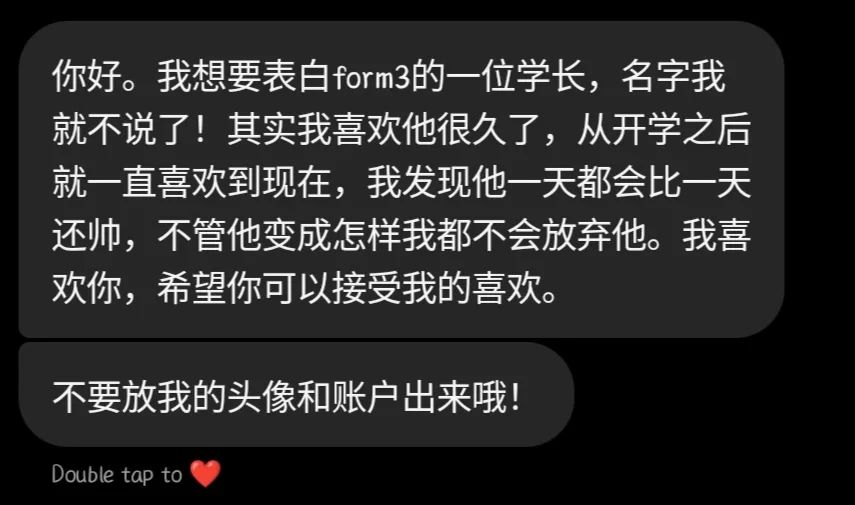 你好。我想要表白form3的一位学长，名字我
就不说了！其实我喜欢他很久了，从开学之后
就一直喜欢到现在，我发现他一天都会比一天
还帅，不管他变成怎样我都不会放弃他。我喜
欢你，希望你可以接受我的喜欢。
不要放我的头像和账户出来哦！
Double tap to ❤️